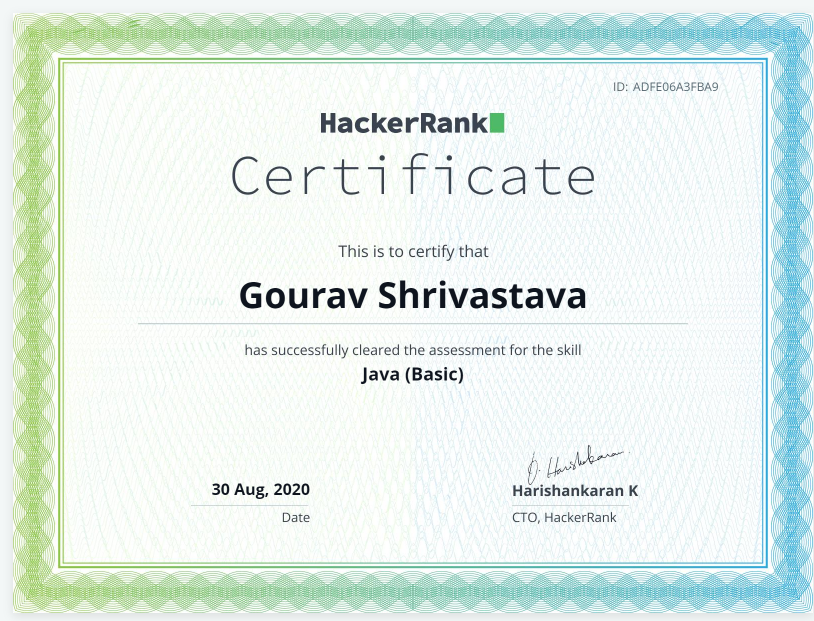 ID: ADFE06A3FBA9
HackerRank
Certificate
This is to certify that
Gourav Shrivastava
has successfully cleared the assessment for the skill
Java (Basic)
30 Aug, 2020
Date
Harishankaran K
CTO, HackerRank